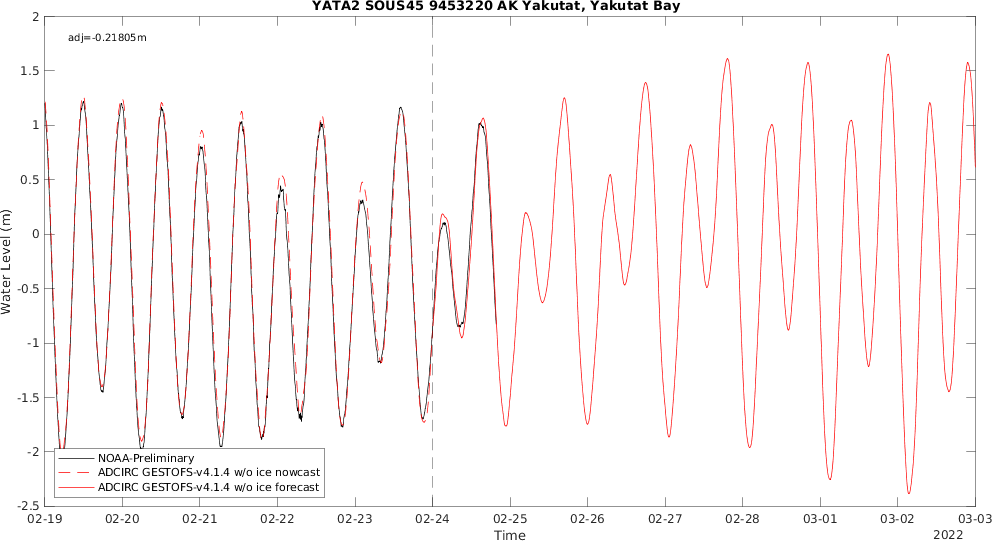 YATA2 SOUS45 9453220 AK Yakutat, Yakutat Bay
adj=-0.21805m
2
1.5
1
0.5
0
-0.5
-1
-1.5
-2
-2.5
Water Level (m)
NOAA-Preliminary
ADCIRC GESTOFS-v4.1.4 w/o ice nowcast
ADCIRC GESTOFS-v4.1.4 w/o ice forecast
02-19 02-20 02-21 02-22 02-23 02-24 02-25 02-26 02-27 02-28 03-01 03-02 03-03
Time
2022